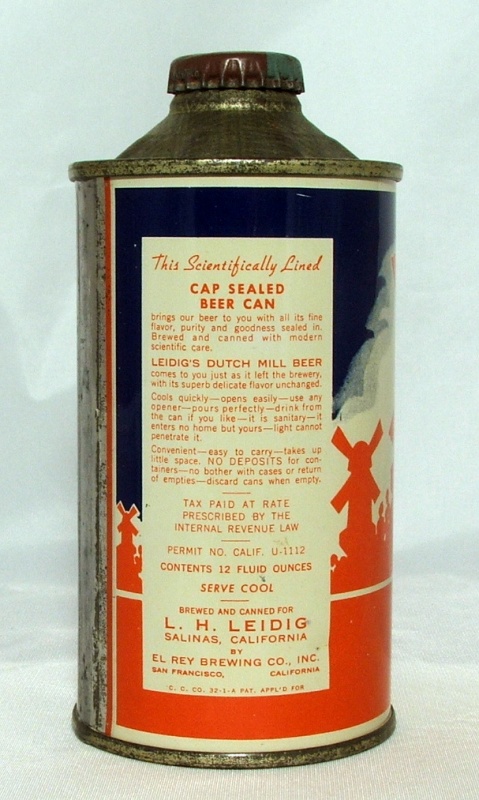 This Scientifically Lined
CAP SEALED
BEER CAN
brings our beer to you with all its fine
flavor, purity and goodness sealed in.
Brewed and canned with modern
scientific care.
LEIDIG'S DUTCH MILL BEER
comes to you just as it left the brewery,
with its superb delicate flavor unchanged.
Cools quickly—opens easily—use any
opener—pours perfectly—drink from
the can if you like—it is sanitary—it
enters no home but yours—light cannot
penetrate it.
Convenient—easy to carry—takes up
little space. NO DEPOSITS for con-
tainers—no bother with cases or return
of empties—discard cans when empty.
TAX PAID AT RATE
PRESCRIBED BY THE
INTERNAL REVENUE LAW
PERMIT NO. CALIF. U-1112
CONTENTS 12 FLUID OUNCES
SERVE COOL
BREWED AND CANNED FOR
L. H. LEIDIG
SALINAS, CALIFORNIA
BY
EL REY BREWING CO., INC.
SAN FRANCISCO, CALIFORNIA
C. C. CO. 32-1-A PAT. APPL'D FOR